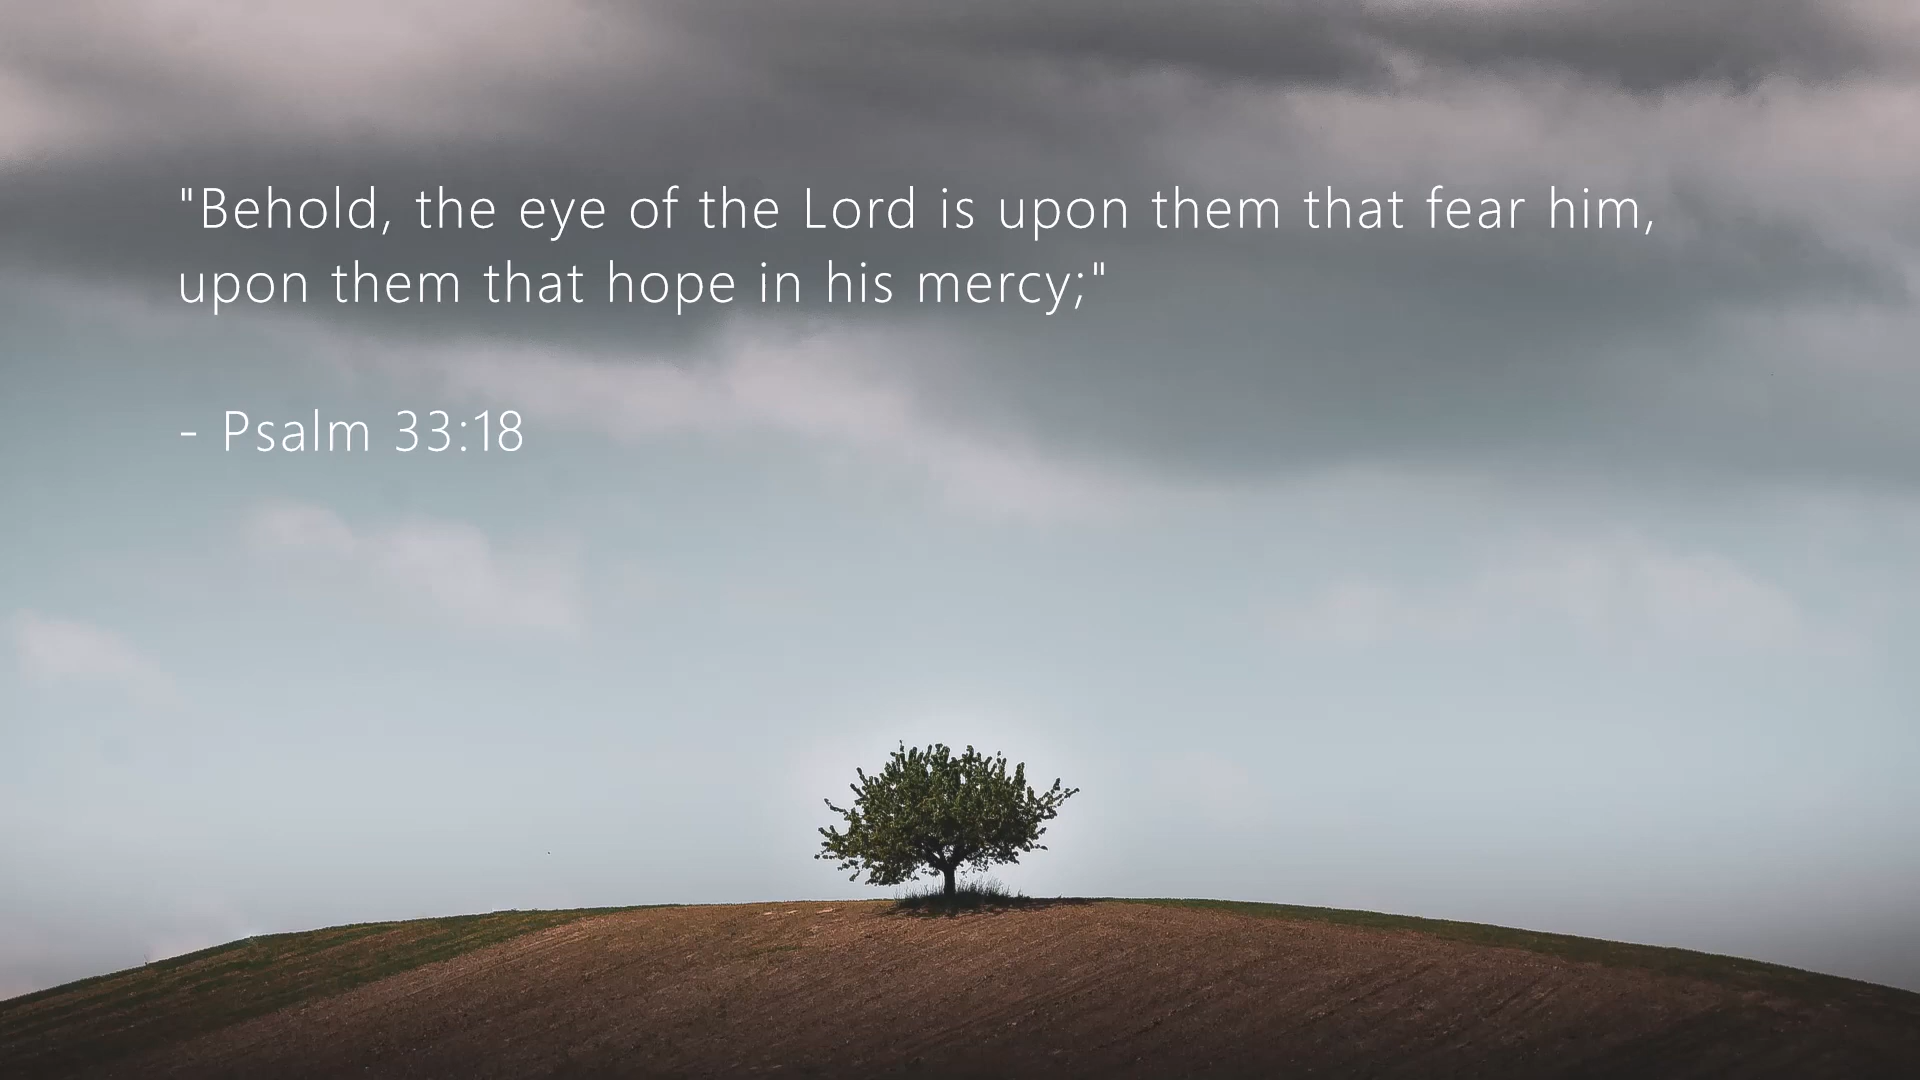 "Behold, the eye of the Lord is upon them that fear him,
upon them that hope in his mercy;"
- Psalm 33:18